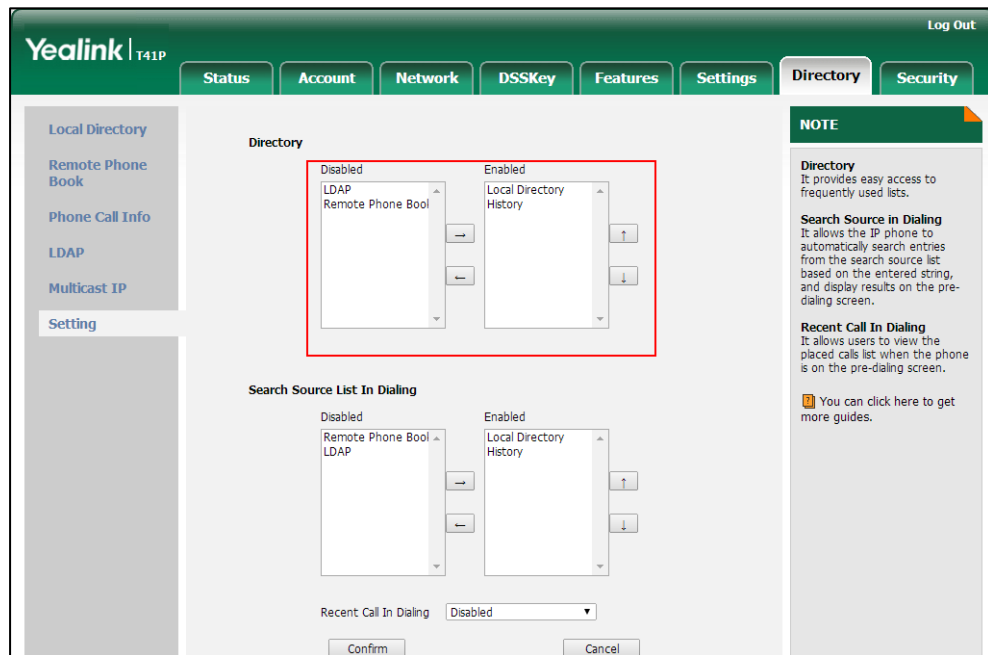 Log Out
Yealink T41P
Status Account Network DSSKey Features Settings Directory Security
Local Directory
Remote Phone
Book
Phone Call Info
LDAP
Multicast IP
Setting
Directory
Disabled Enabled
LDAP
Remote Phone Bool
Local Directory
History
→
←
↑
↓
Search Source List In Dialing
Disabled Enabled
Remote Phone Bool
LDAP
Local Directory
History
→
←
↑
↓
Recent Call In Dialing Disabled
Confirm Cancel
NOTE
Directory
It provides easy access to
frequently used lists.
Search Source in Dialing
It allows the IP phone to
automatically search entries
from the search source list
based on the entered string,
and display results on the pre-
dialing screen.
Recent Call In Dialing
It allows users to view the
placed calls list when the phone
is on the pre-dialing screen.
? You can click here to get
more guides.